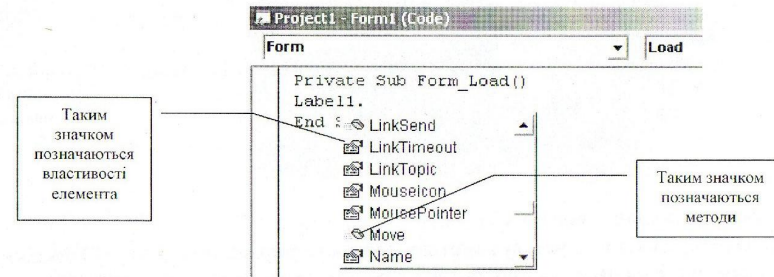 Project1 - Form1 (Code)
Form
Load
Private Sub Form_Load()
Label1.
End S
LinkSend
LinkTimeout
LinkTopic
MouseIcon
MousePointer
Move
Name
Таким
значком
позначаються
властивості
елемента
Таким значком
позначаються
методи